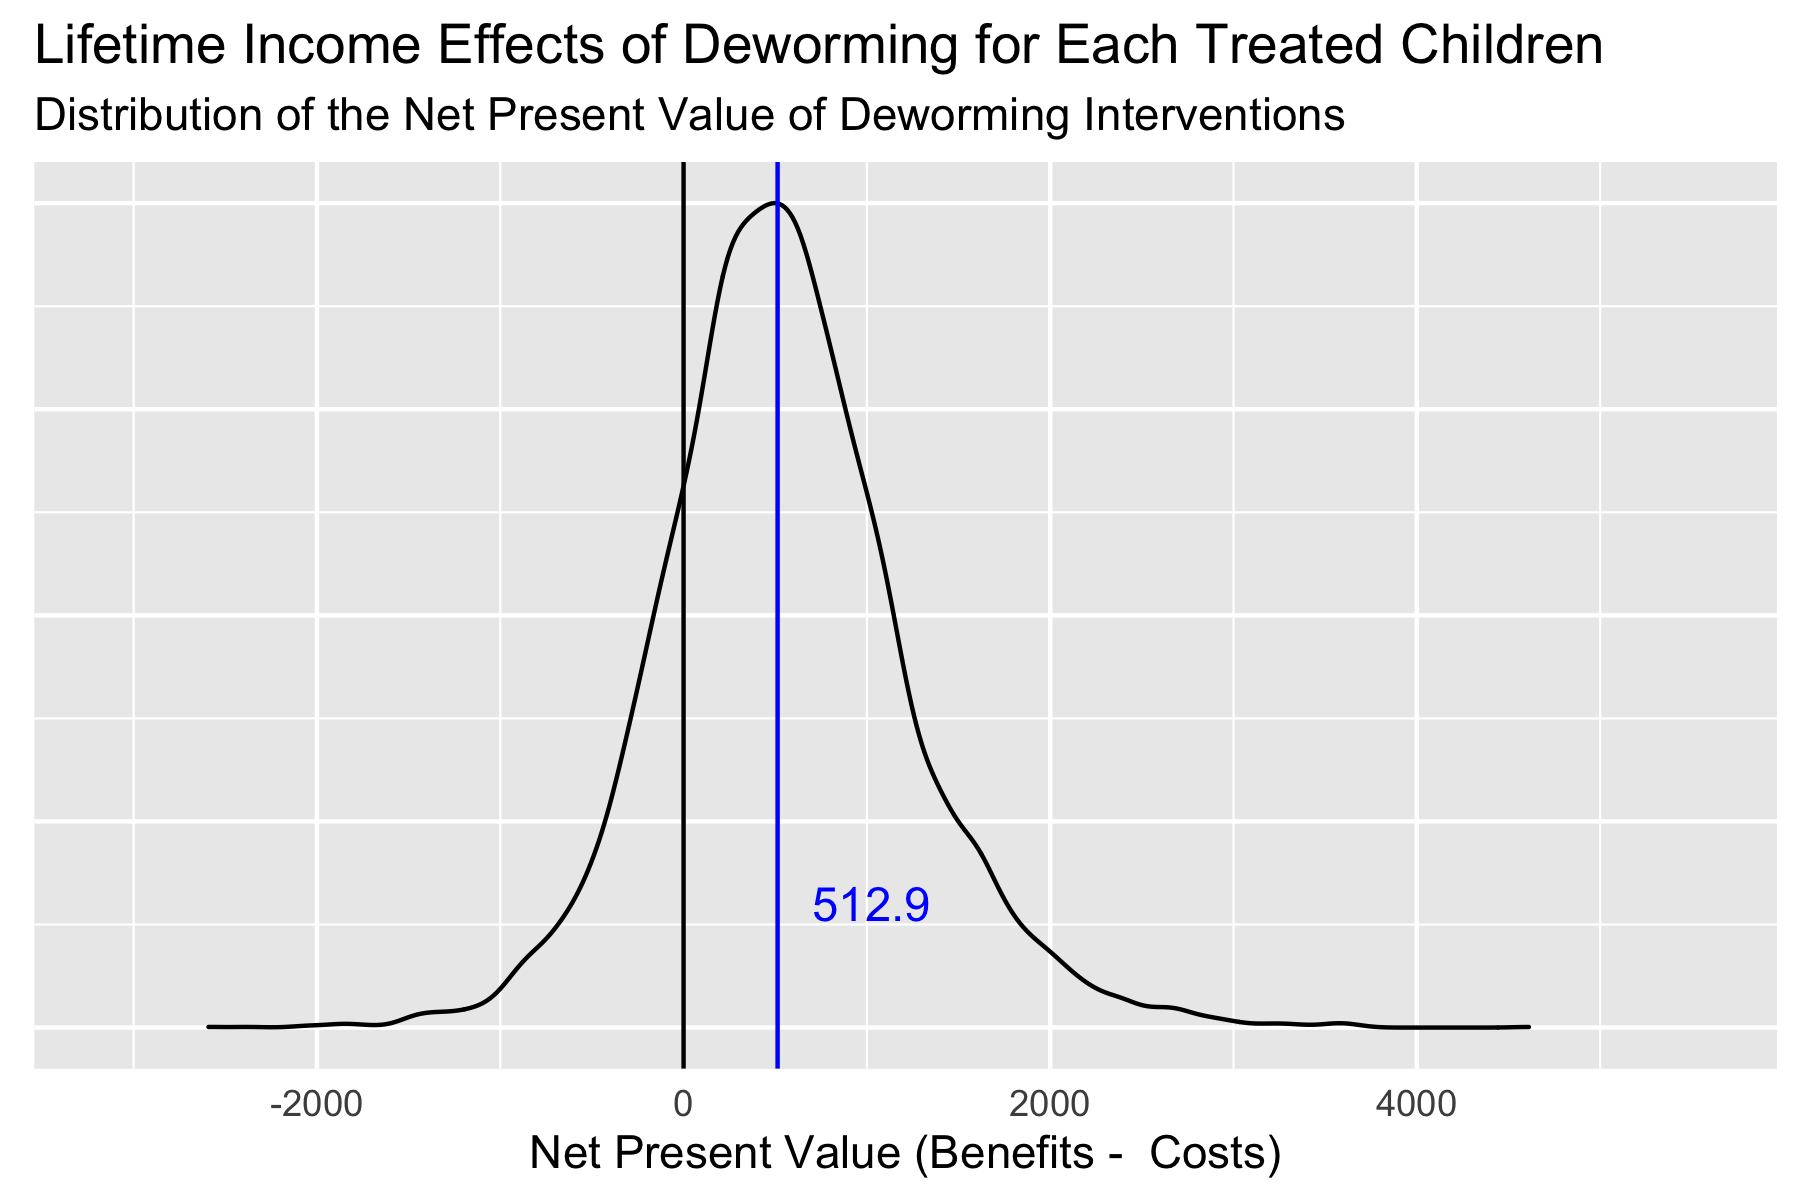 Lifetime Income Effects of Deworming for Each Treated Children
Distribution of the Net Present Value of Deworming Interventions
512.9
-2000 0 2000 4000
Net Present Value (Benefits -  Costs)